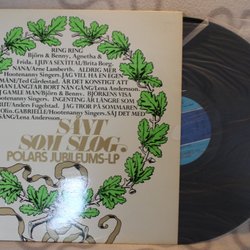 RING RING
Björn & Benny, Agnetha &
Frida. LJUVA SEXTITAL/Brita Borg.
NANA/Arne Lamberth. ALDRIG MER
Hootenanny Singers. JAG VILL HA EN EGEN
MÅNE/Ted Gärdestad. ÄR DET KONSTIGT ATT
MAN LÄNGTAR BORT NÅN GÅNG/Lena Andersson.
GAMLE MAN/Björn & Benny. BJÖRKENS VISA
Hootenanny Singers. INGENTING ÄR LÄNGRE SOM
Anders Fugelstad. JAG TROR PÅ SOMMAREN
Olin. GABRIELLE/Hootenanny Singers. SÄJ DET MED
SÅNG/Lena Andersson.
SÅNT
SOM SLOG.
POLARS JUBILEUMS-LP